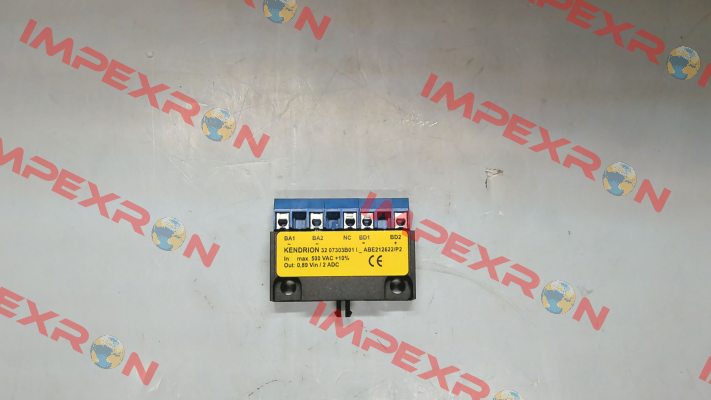 IMPEXRON
IMPEXRON
IMPEXRON
IMPEXRON
BA1 BA2 NC BD1 BD2
~ ~ - +
KENDRION 32 07303B01 I_ ABE212623/P2
In: max. 500 VAC +10%
Out: 0,89 Vin / 2 ADC
CE
IMPEXRON
IMPEXRON
IMPEXRON